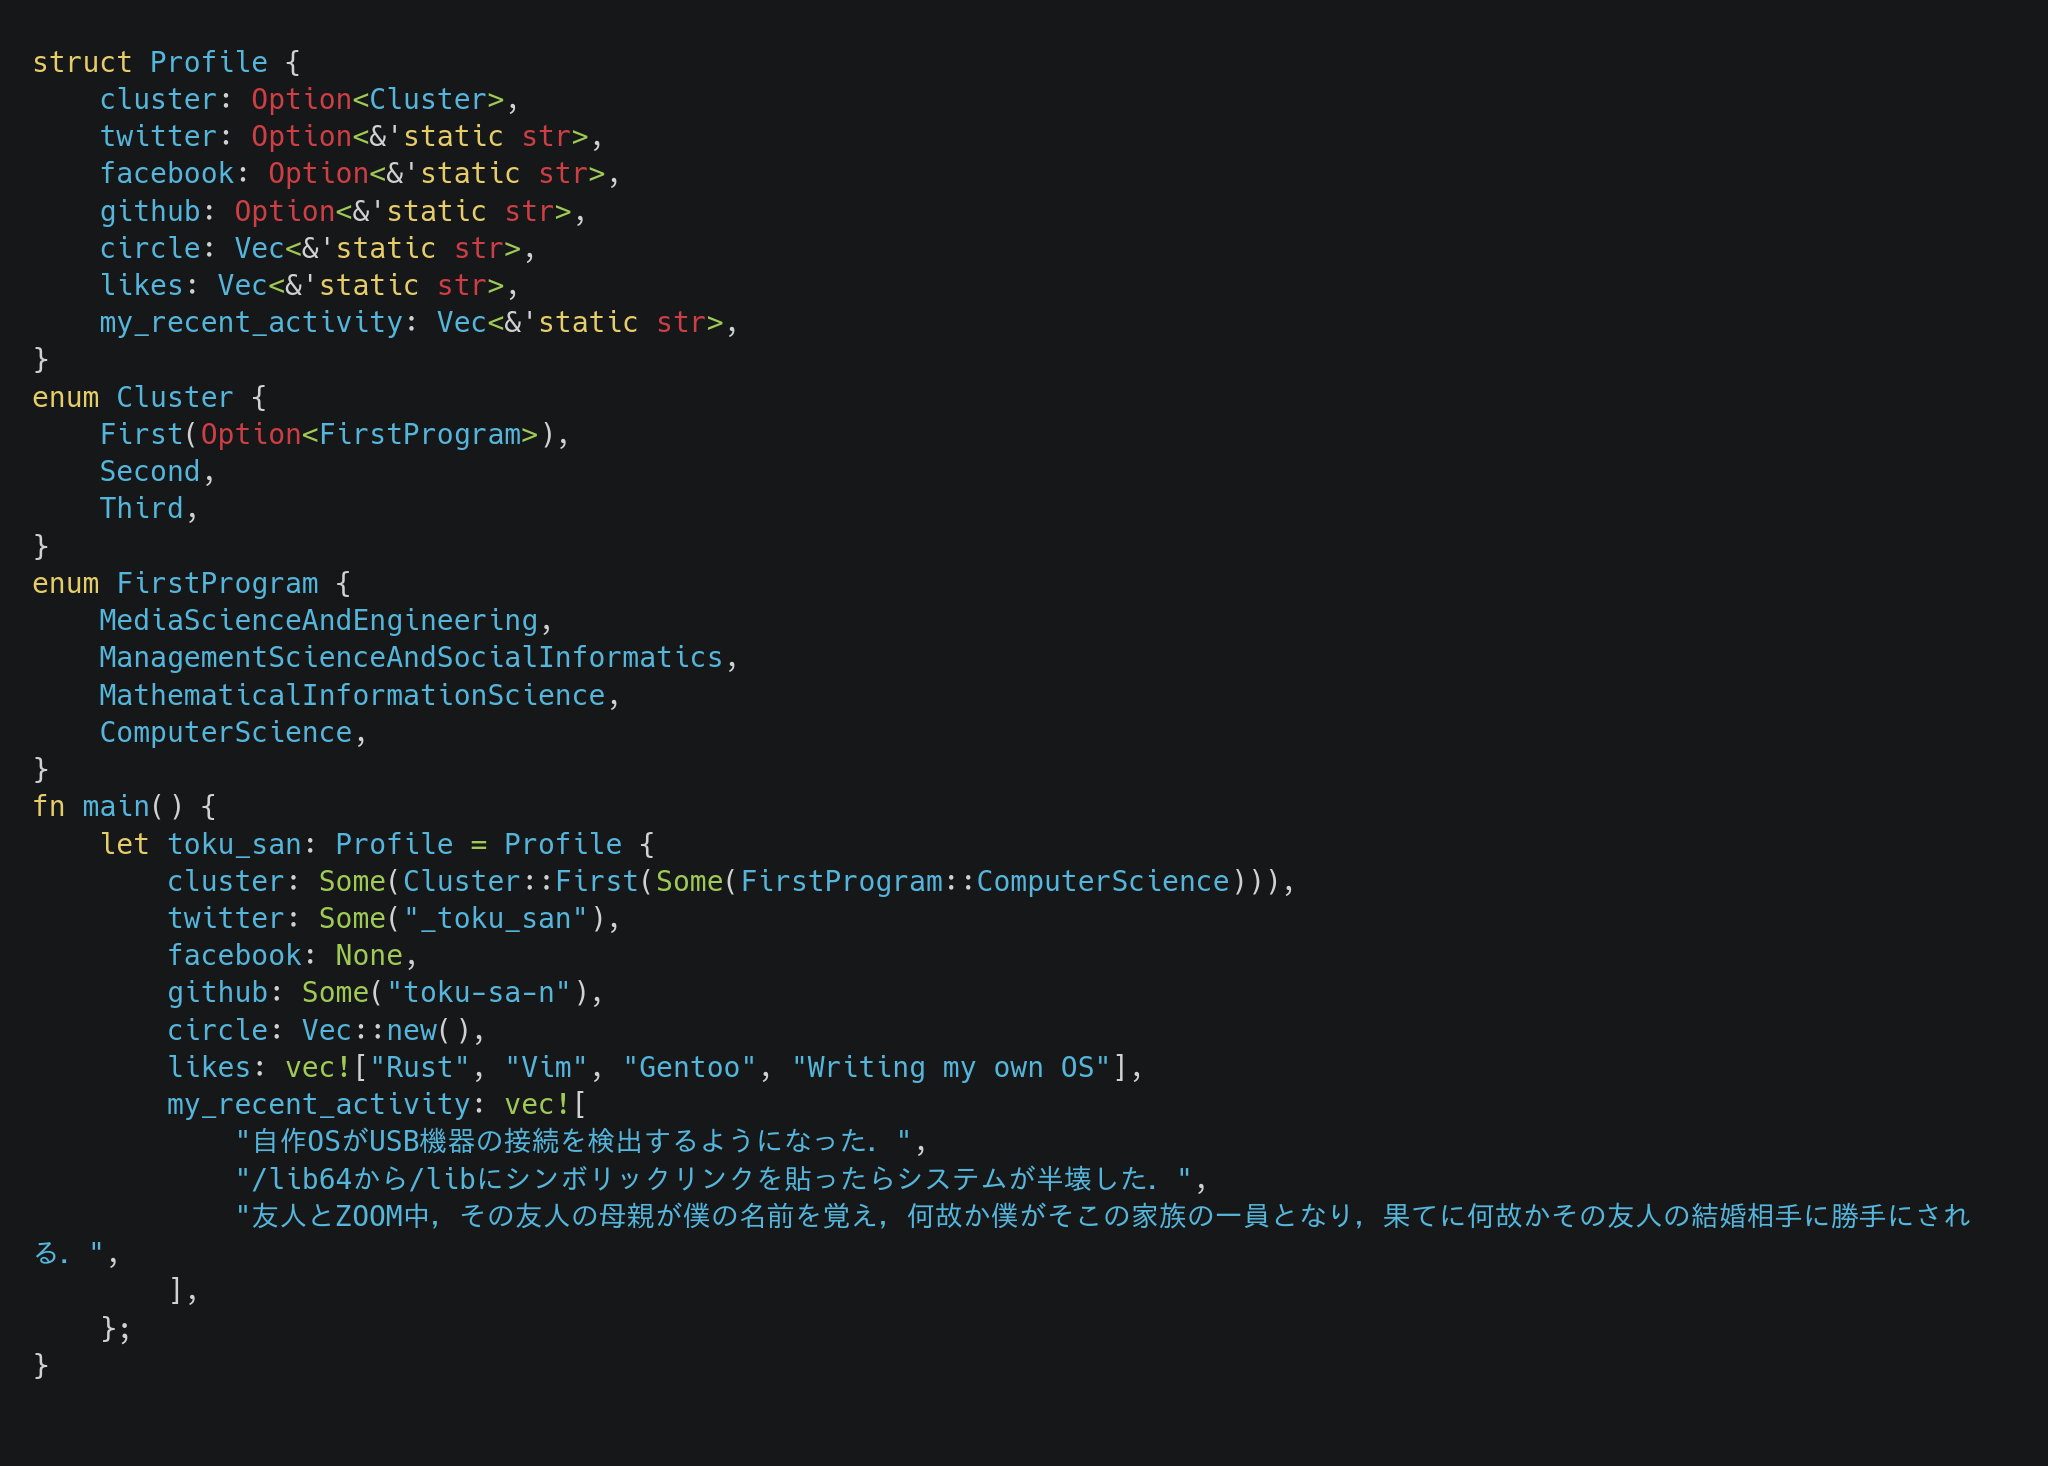 struct Profile {
    cluster: Option<Cluster>,
    twitter: Option<&'static str>,
    facebook: Option<&'static str>,
    github: Option<&'static str>,
    circle: Vec<&'static str>,
    likes: Vec<&'static str>,
    my_recent_activity: Vec<&'static str>,
}
enum Cluster {
    First(Option<FirstProgram>),
    Second,
    Third,
}
enum FirstProgram {
    MediaScienceAndEngineering,
    ManagementScienceAndSocialInformatics,
    MathematicalInformationScience,
    ComputerScience,
}
fn main() {
    let toku_san: Profile = Profile {
        cluster: Some(Cluster::First(Some(FirstProgram::ComputerScience))),
        twitter: Some("_toku_san"),
        facebook: None,
        github: Some("toku-sa-n"),
        circle: Vec::new(),
        likes: vec!["Rust", "Vim", "Gentoo", "Writing my own OS"],
        my_recent_activity: vec![
            "自作OSがUSB機器の接続を検出するようになった．",
            "/lib64から/libにシンボリックリンクを貼ったらシステムが半壊した．",
            "友人とZOOM中，その友人の母親が僕の名前を覚え，何故か僕がそこの家族の一員となり，果てに何故かその友人の結婚相手に勝手にされ
る．",
        ],
    };
}